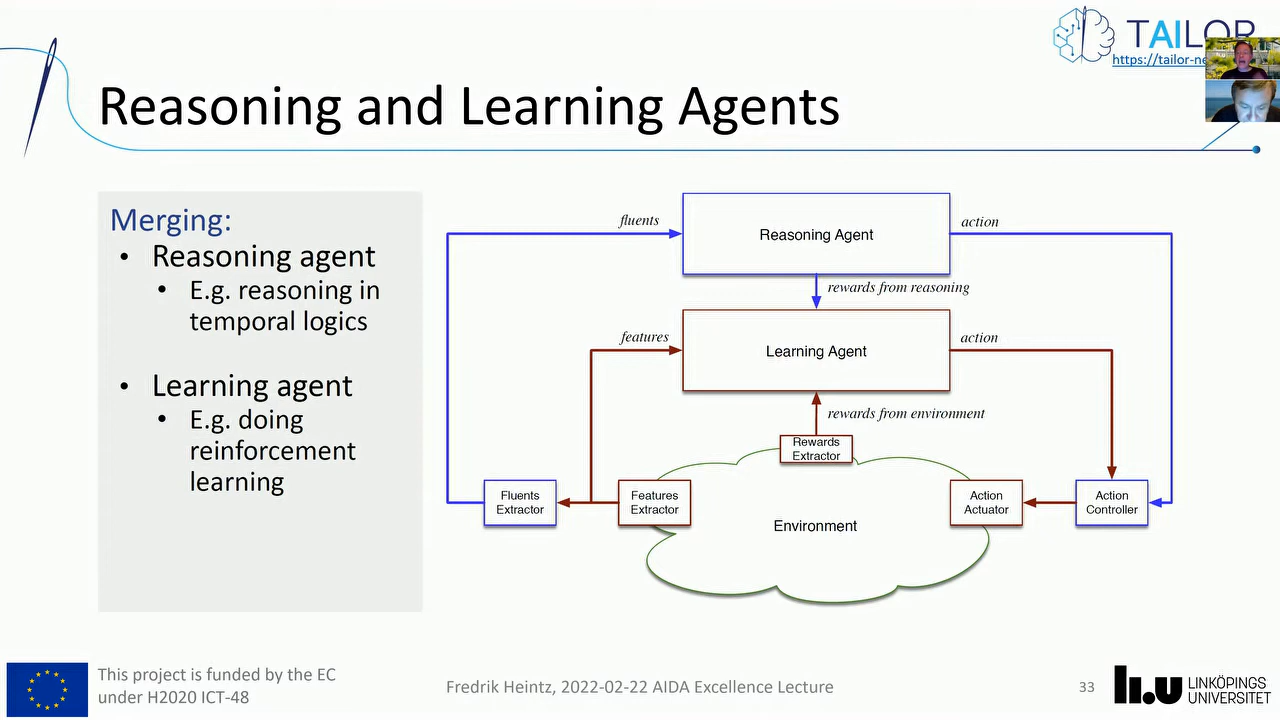 TAILOR
https://tailor-ne
Reasoning and Learning Agents
Merging:
• Reasoning agent
• E.g. reasoning in
temporal logics
• Learning agent
• E.g. doing
reinforcement
learning
fluents
Reasoning Agent
action
rewards from reasoning
features
Learning Agent
action
rewards from environment
Rewards
Extractor
Fluents
Extractor
Features
Extractor
Environment
Action
Actuator
Action
Controller
This project is funded by the EC
under H2020 ICT-48
Fredrik Heintz, 2022-02-22 AIDA Excellence Lecture
33
li.u LINKÖPINGS
UNIVERSITET